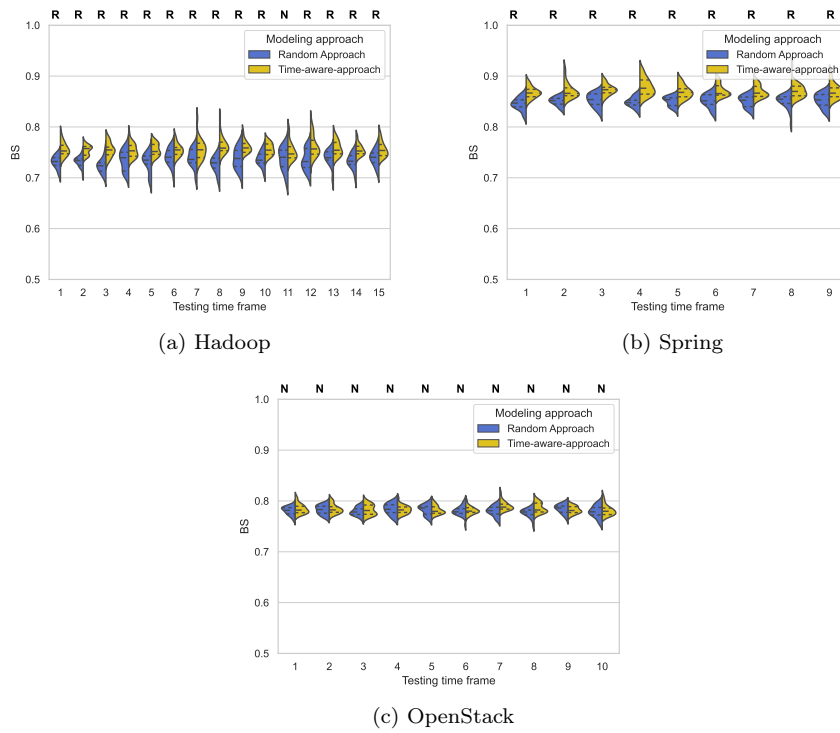 R R R R R R R R R R N R R R R
1.0
0.9
0.8
0.7
0.6
0.5
BS
Modeling approach
Random Approach
Time-aware-approach
1 2 3 4 5 6 7 8 9 10 11 12 13 14 15
Testing time frame
(a) Hadoop
R R R R R R R R R
1.0
0.9
0.8
0.7
0.6
0.5
BS
Modeling approach
Random Approach
Time-aware-approach
1 2 3 4 5 6 7 8 9
Testing time frame
(b) Spring
N N N N N N N N N N
1.0
0.9
0.8
0.7
0.6
0.5
BS
Modeling approach
Random Approach
Time-aware-approach
1 2 3 4 5 6 7 8 9 10
Testing time frame
(c) OpenStack